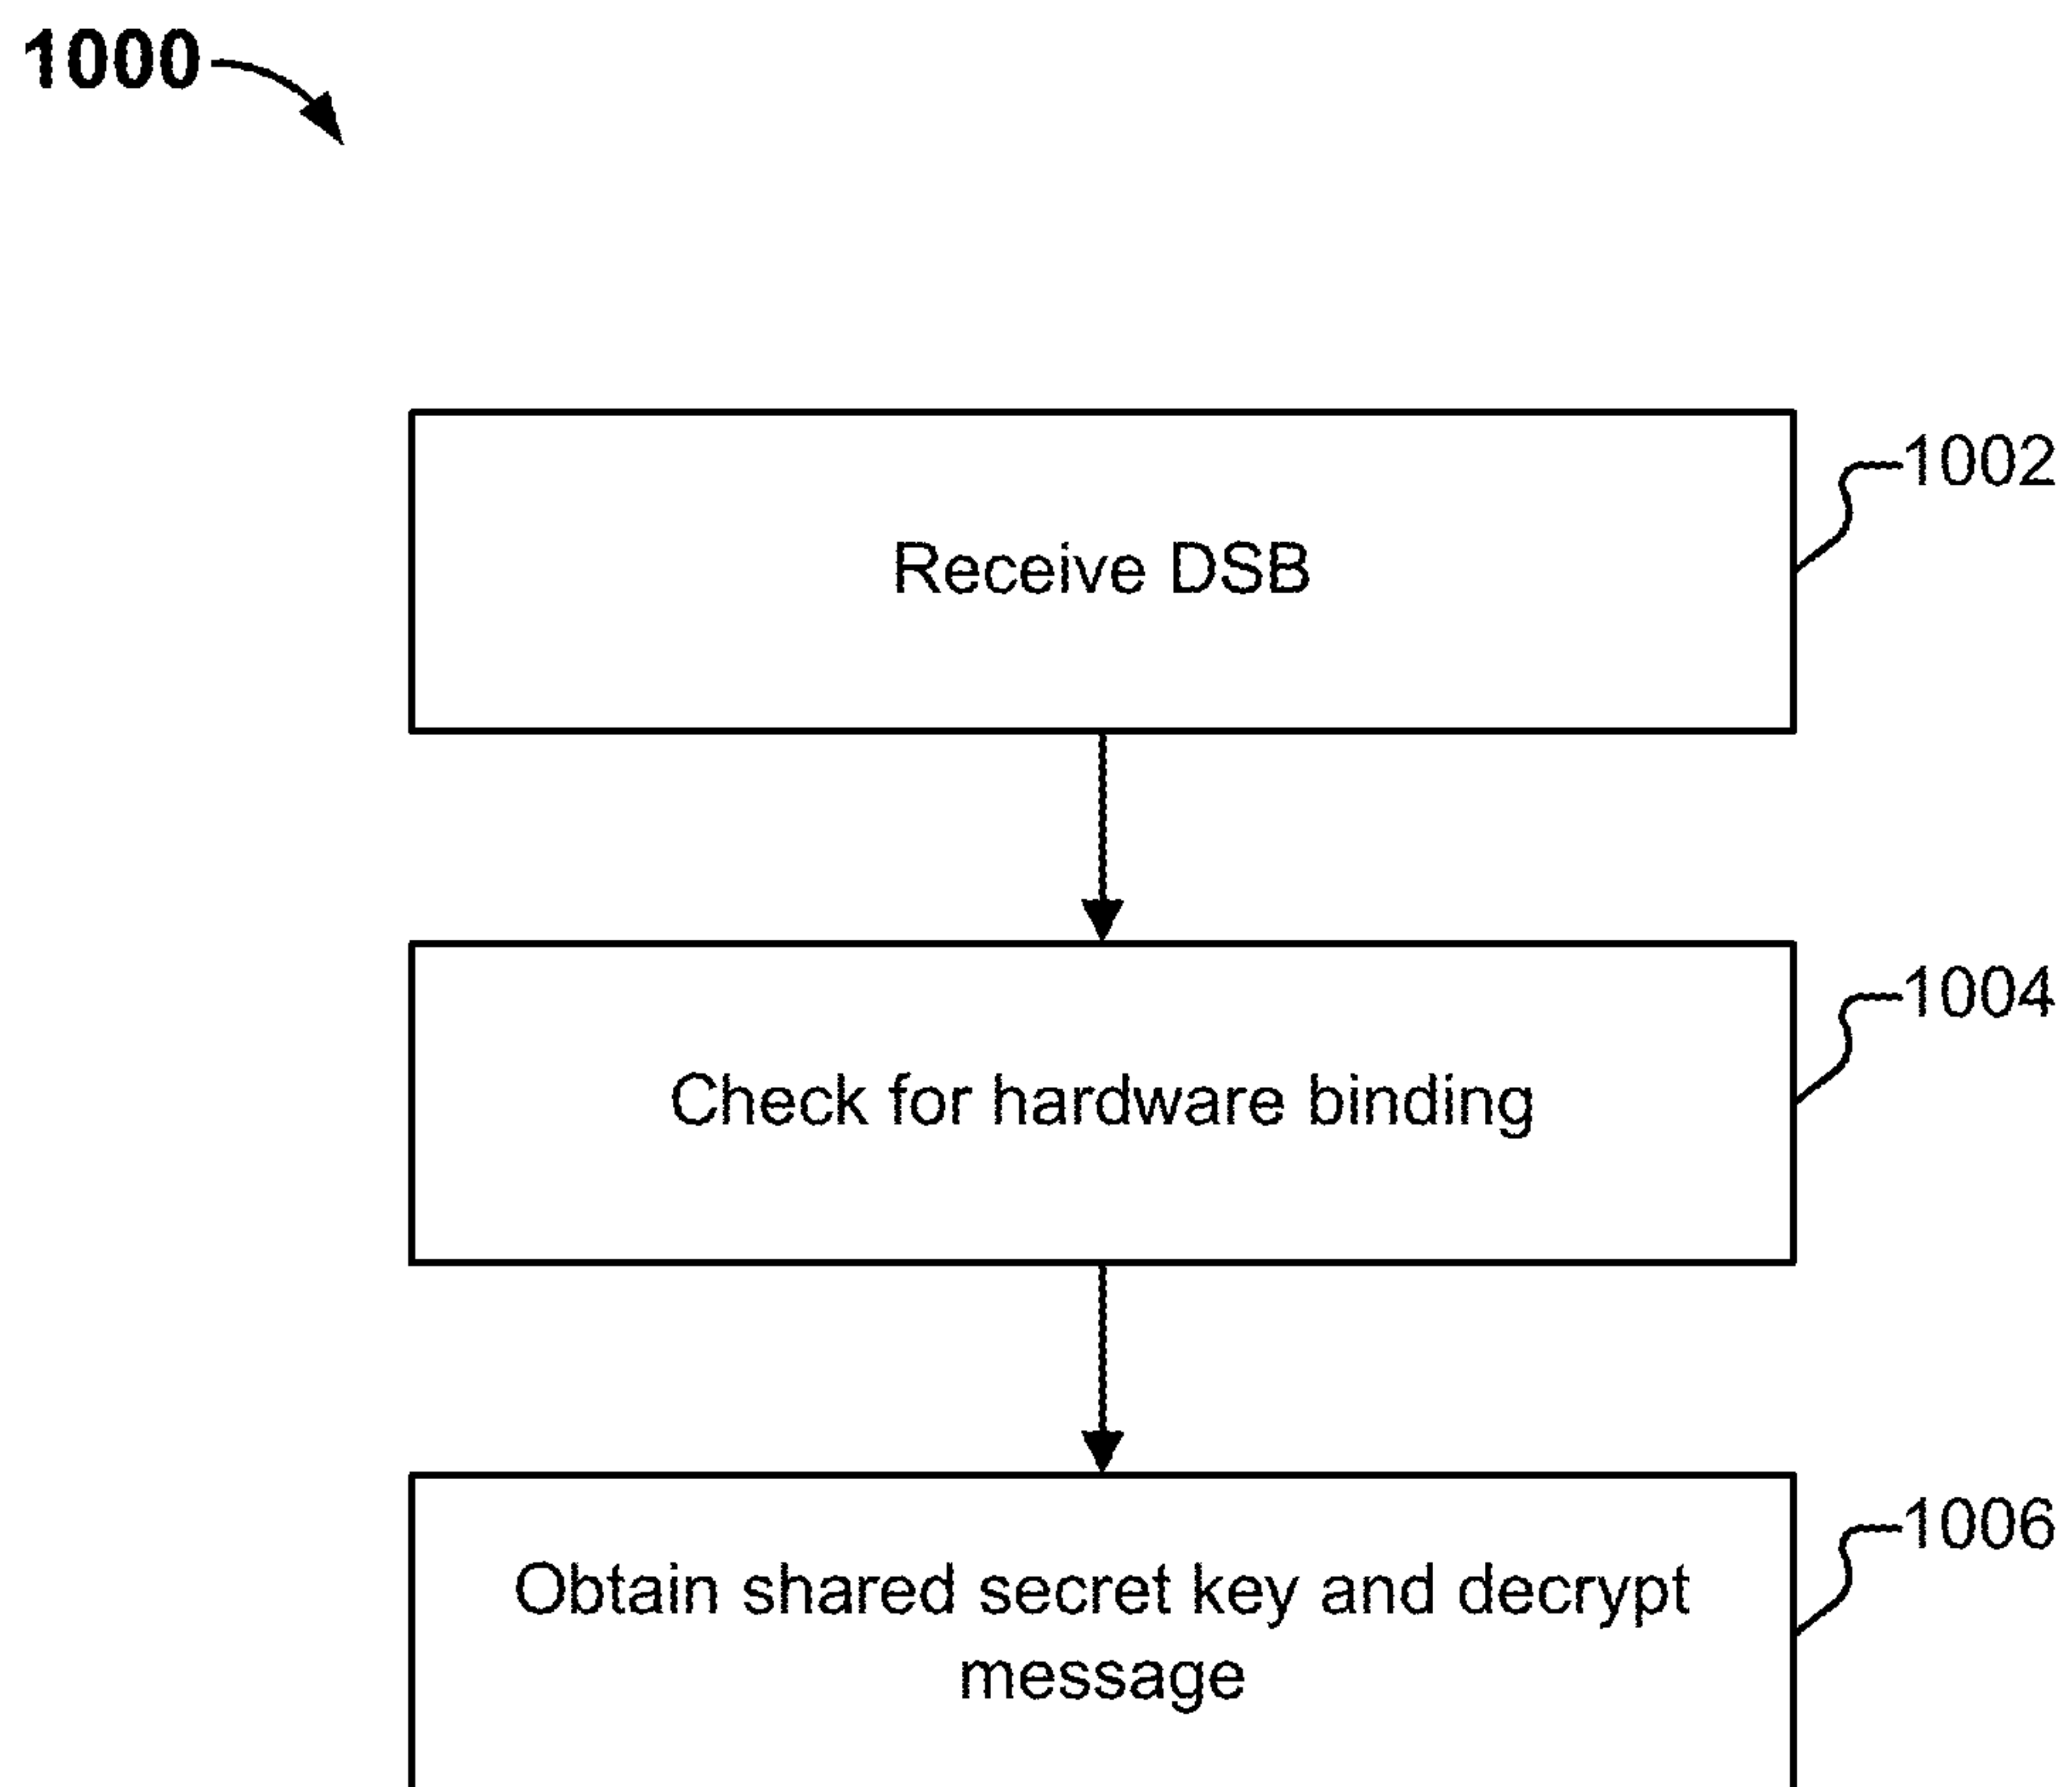 1000
Receive DSB
1002
Check for hardware binding
1004
Obtain shared secret key and decrypt
message
1006